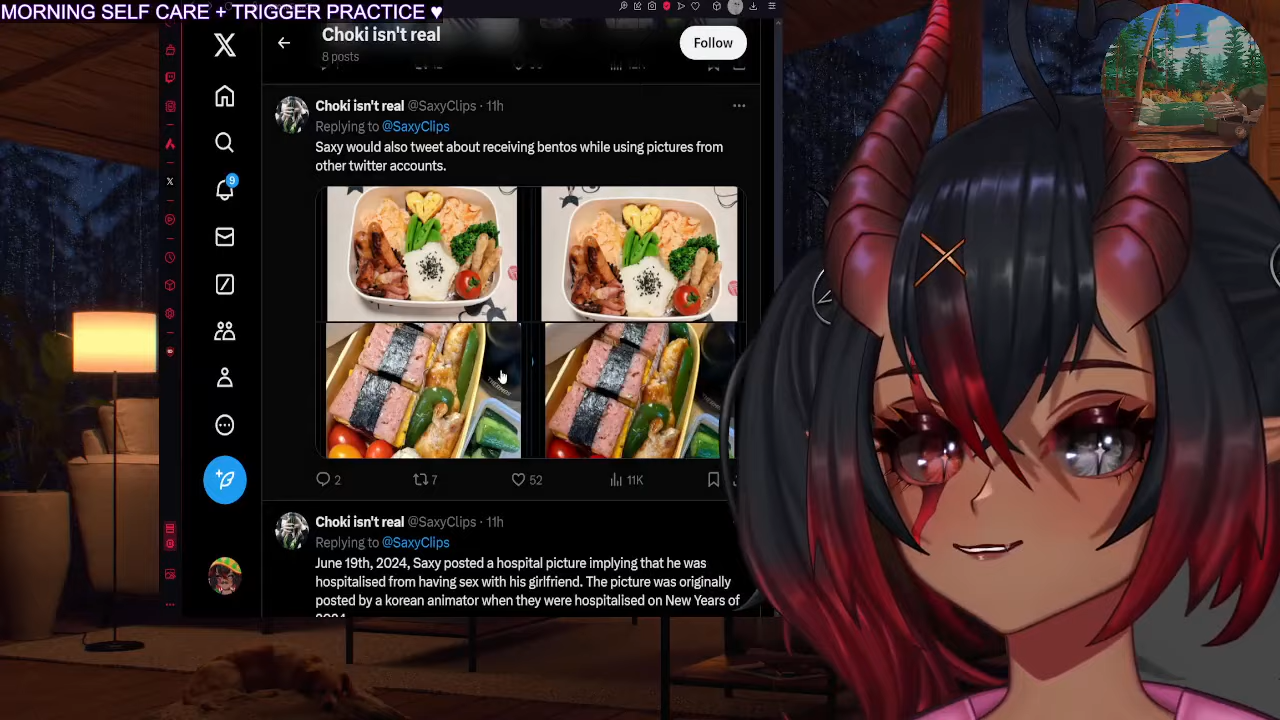 MORNING SELF CARE + TRIGGER PRACTICE ♥
Choki isn't real
8 posts
Follow
Choki isn't real @SaxyClips · 11h
Replying to @SaxyClips
Saxy would also tweet about receiving bentos while using pictures from
other twitter accounts.
2
7
52
11K
Choki isn't real @SaxyClips · 11h
Replying to @SaxyClips
June 19th, 2024, Saxy posted a hospital picture implying that he was
hospitalised from having sex with his girlfriend. The picture was originally
posted by a korean animator when they were hospitalised on New Years of
2024
9